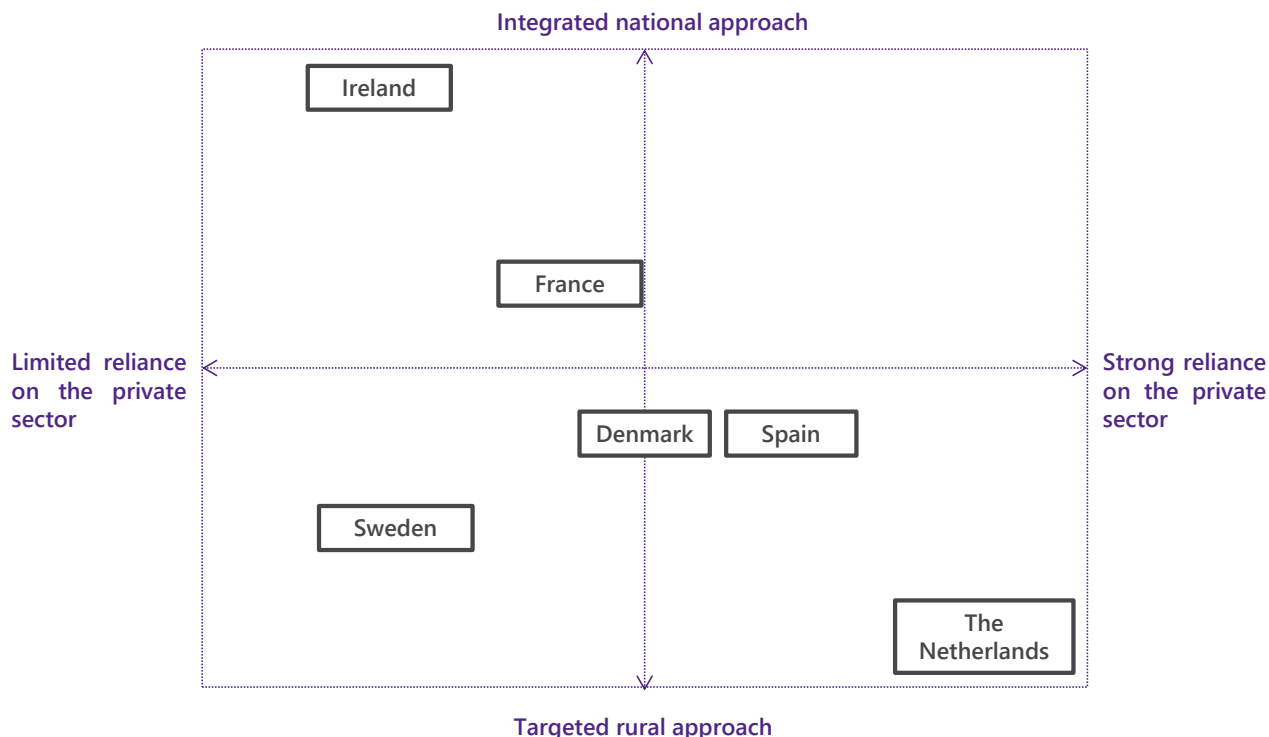 Integrated national approach
Ireland
France
Limited reliance
on the private
sector
Strong reliance
on the private
sector
Denmark
Spain
Sweden
The
Netherlands
Targeted rural approach